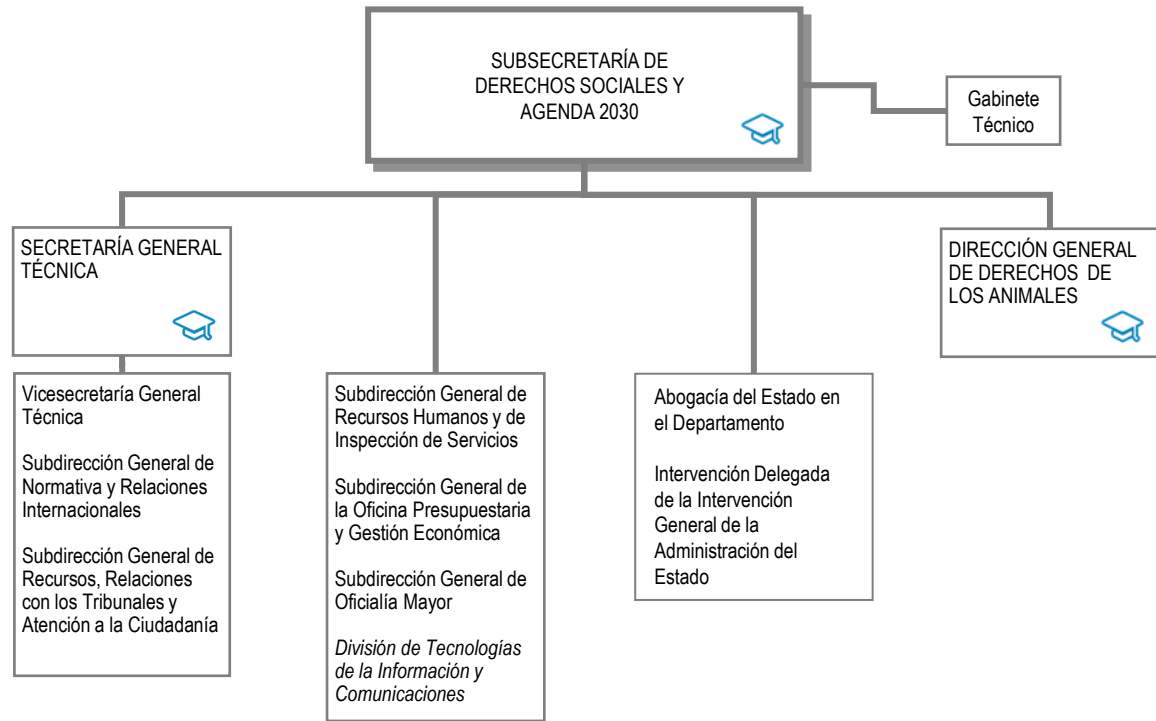 SUBSECRETARÍA DE
DERECHOS SOCIALES Y
AGENDA 2030
Gabinete
Técnico
SECRETARÍA GENERAL
TÉCNICA
DIRECCIÓN GENERAL
DE DERECHOS DE
LOS ANIMALES
Vicesecretaría General
Técnica
Subdirección General de
Normativa y Relaciones
Internacionales
Subdirección General de
Recursos, Relaciones
con los Tribunales y
Atención a la Ciudadanía
Subdirección General de
Recursos Humanos y de
Inspección de Servicios
Subdirección General de
la Oficina Presupuestaria
y Gestión Económica
Subdirección General de
Oficialía Mayor
División de Tecnologías
de la Información y
Comunicaciones
Abogacía del Estado en
el Departamento
Intervención Delegada
de la Intervención
General de la
Administración del
Estado